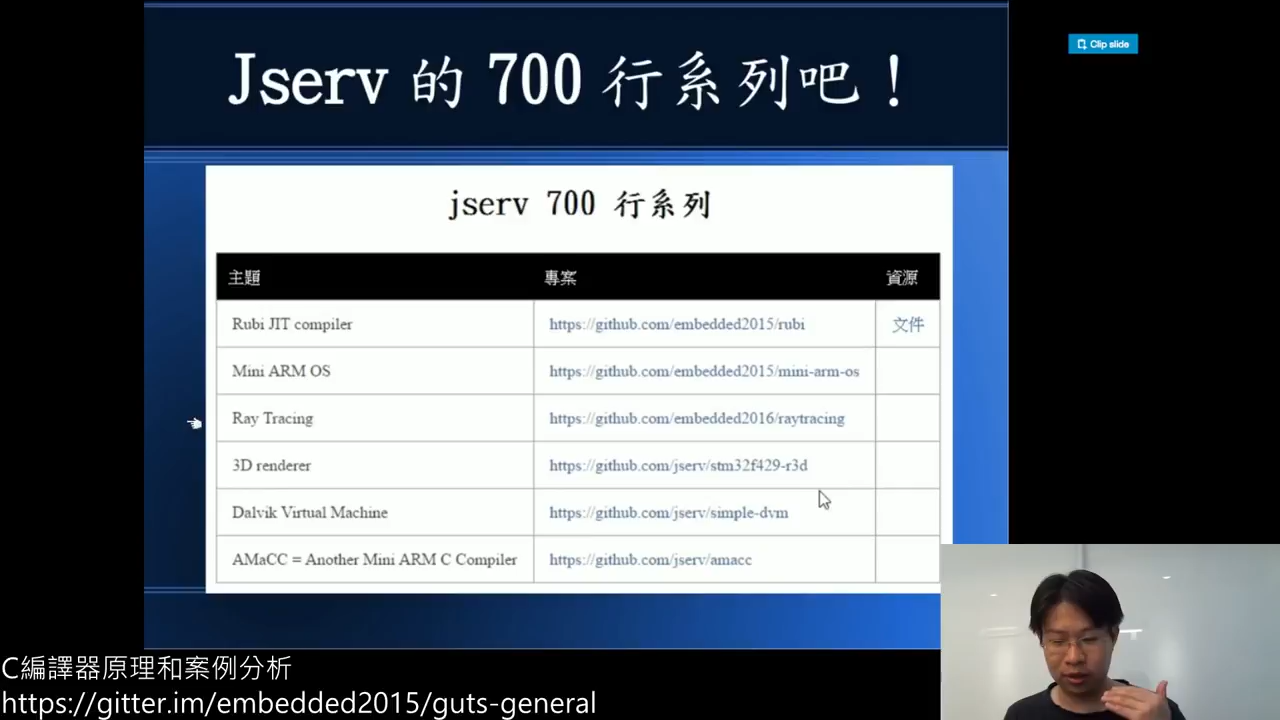 Jserv 的 700 行系列吧！
Clip slide
jserv 700 行系列
主題 專案 資源
Rubi JIT compiler https://github.com/embedded2015/rubi 文件
Mini ARM OS https://github.com/embedded2015/mini-arm-os
Ray Tracing https://github.com/embedded2016/raytracing
3D renderer https://github.com/jserv/stm32f429-r3d
Dalvik Virtual Machine https://github.com/jserv/simple-dvm
AMaCC = Another Mini ARM C Compiler https://github.com/jserv/amacc
C編譯器原理和案例分析
https://gitter.im/embedded2015/guts-general